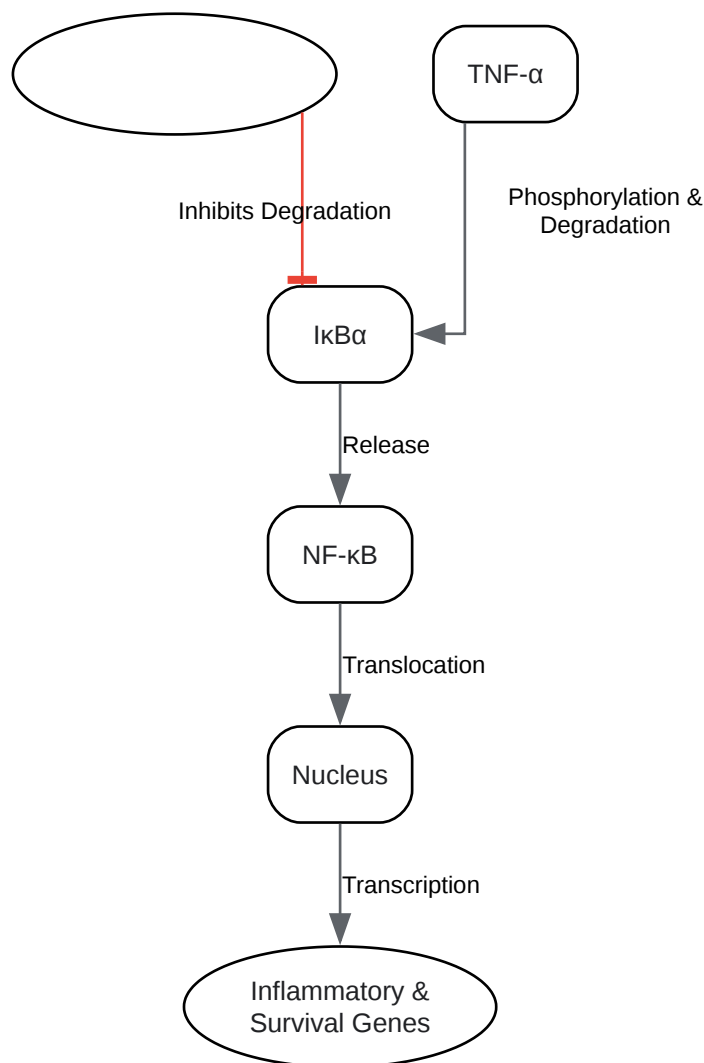 TNF-α
Phosphorylation &
Degradation
Inhibits Degradation
IκBα
Release
NF-κB
Translocation
Nucleus
Transcription
Inflammatory &
Survival Genes